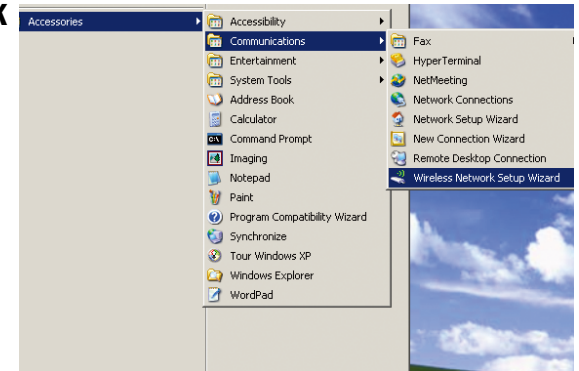 k
Accessories
Accessibility
Communications
Entertainment
System Tools
Address Book
Calculator
Command Prompt
Imaging
Notepad
Paint
Program Compatibility Wizard
Synchronize
Tour Windows XP
Windows Explorer
WordPad
Fax
HyperTerminal
NetMeeting
Network Connections
Network Setup Wizard
New Connection Wizard
Remote Desktop Connection
Wireless Network Setup Wizard